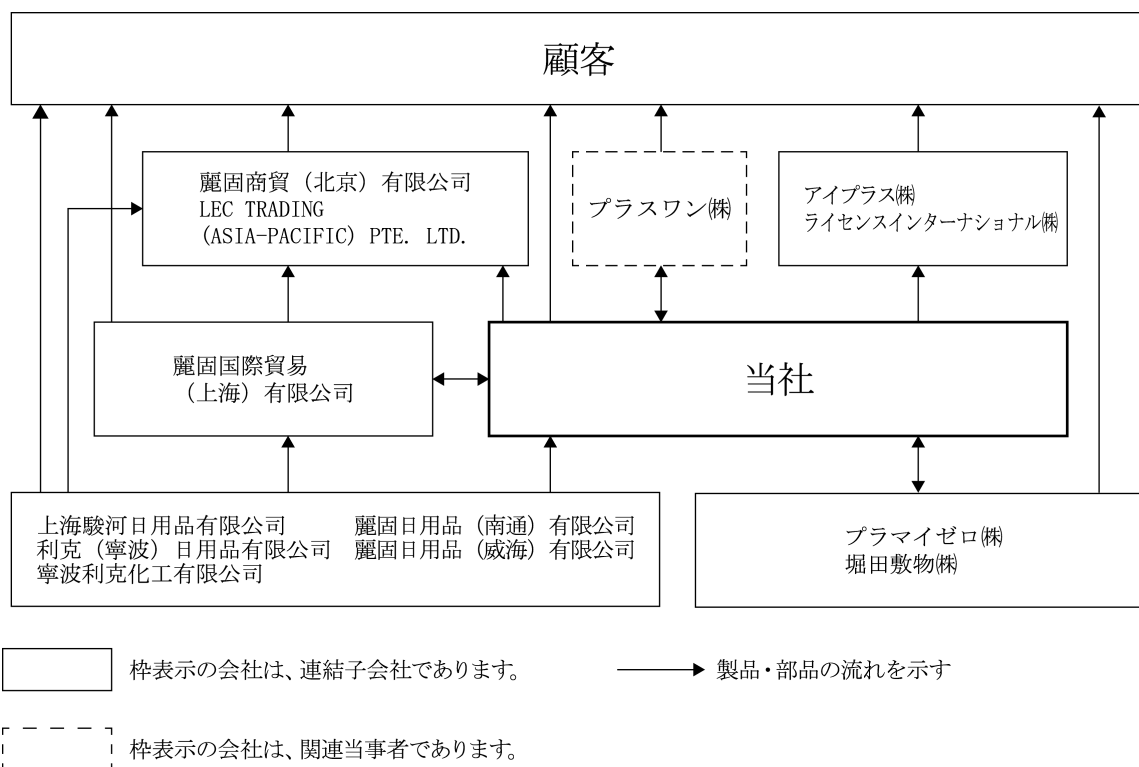 顧客
麗固商貿（北京）有限公司
LEC TRADING
(ASIA-PACIFIC) PTE. LTD.
プラスワン㈱
アイプラス㈱
ライセンスインターナショナル㈱
麗固国際貿易
（上海）有限公司
当社
上海駿河日用品有限公司
利克（寧波）日用品有限公司
寧波利克化工有限公司
麗固日用品（南通）有限公司
麗固日用品（威海）有限公司
プラマイゼロ㈱
堀田敷物㈱
枠表示の会社は、連結子会社であります。
製品・部品の流れを示す
枠表示の会社は、関連当事者であります。